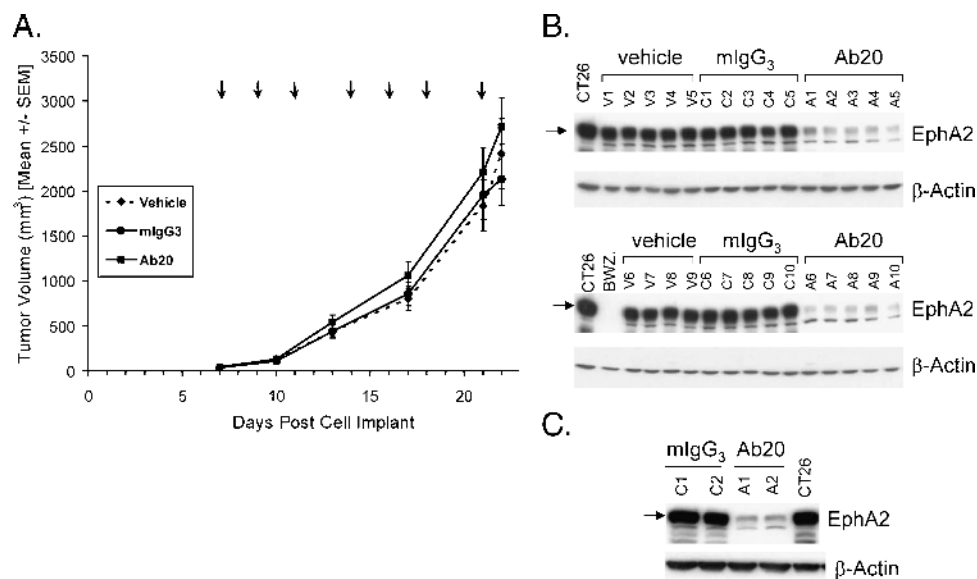 A.
Tumor Volume (mm³) [Mean +/- SEM]
3500
3000
2500
2000
1500
1000
500
0
Vehicle
mIgG3
Ab20
0 5 10 15 20
Days Post Cell Implant
B.
vehicle mIgG₃ Ab20
CT26 V1 V2 V3 V4 V5 C1 C2 C3 C4 C5 A1 A2 A3 A4 A5
EphA2
β-Actin
vehicle mIgG₃ Ab20
CT26 BWZ. V6 V7 V8 V9 C6 C7 C8 C9 C10 A6 A7 A8 A9 A10
EphA2
β-Actin
C.
mIgG₃ Ab20
C1 C2 A1 A2 CT26
EphA2
β-Actin